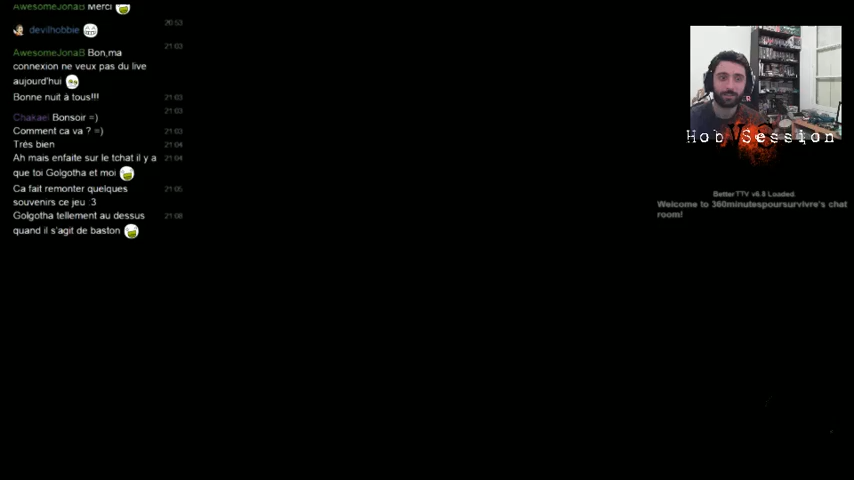 AwesomeJonaB Merci
20:53
devilhobbie
21:03
AwesomeJonaB Bon,ma
connexion ne veux pas du live
aujourd'hui
Bonne nuit à tous!!! 21:03
21:03
Chakael Bonsoir =)
Comment ca va ? =) 21:03
Trés bien 21:04
Ah mais enfaite sur le tchat il y a 21:04
que toi Golgotha et moi
Ca fait remonter quelques 21:05
souvenirs ce jeu :3
Golgotha tellement au dessus 21:08
quand il s'agit de baston
Hob Session
BetterTTV v6.8 Loaded.
Welcome to 360minutespoursurvivre's chat
room!